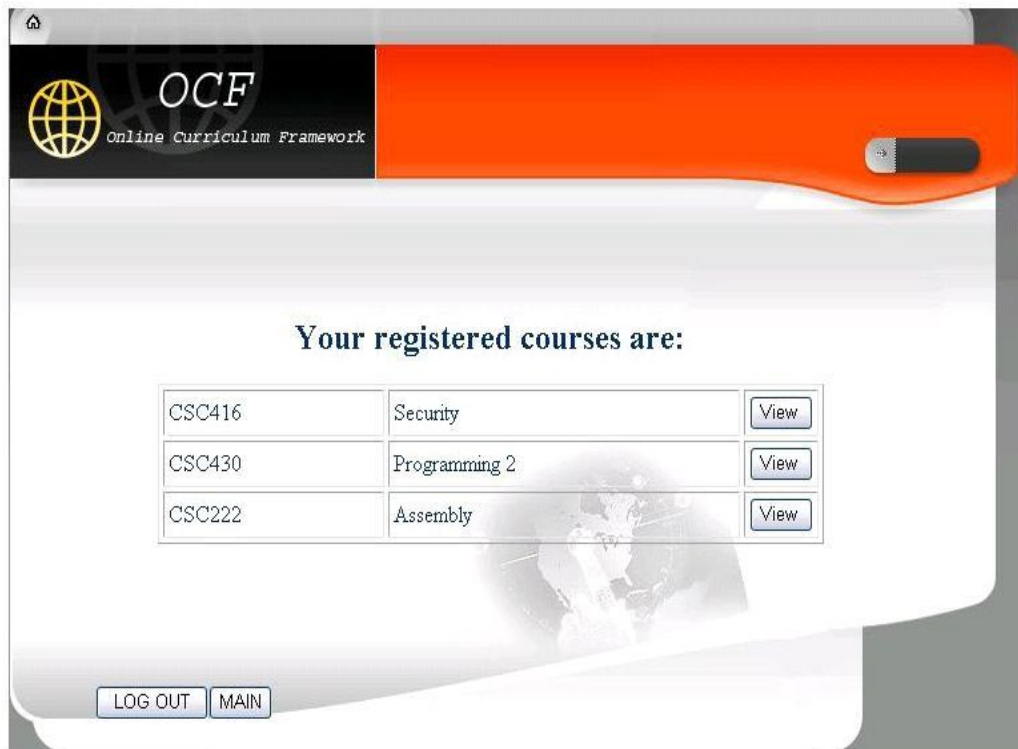 OCF
Online Curriculum Framework
Your registered courses are:
CSC416 Security View
CSC430 Programming 2 View
CSC222 Assembly View
LOG OUT MAIN